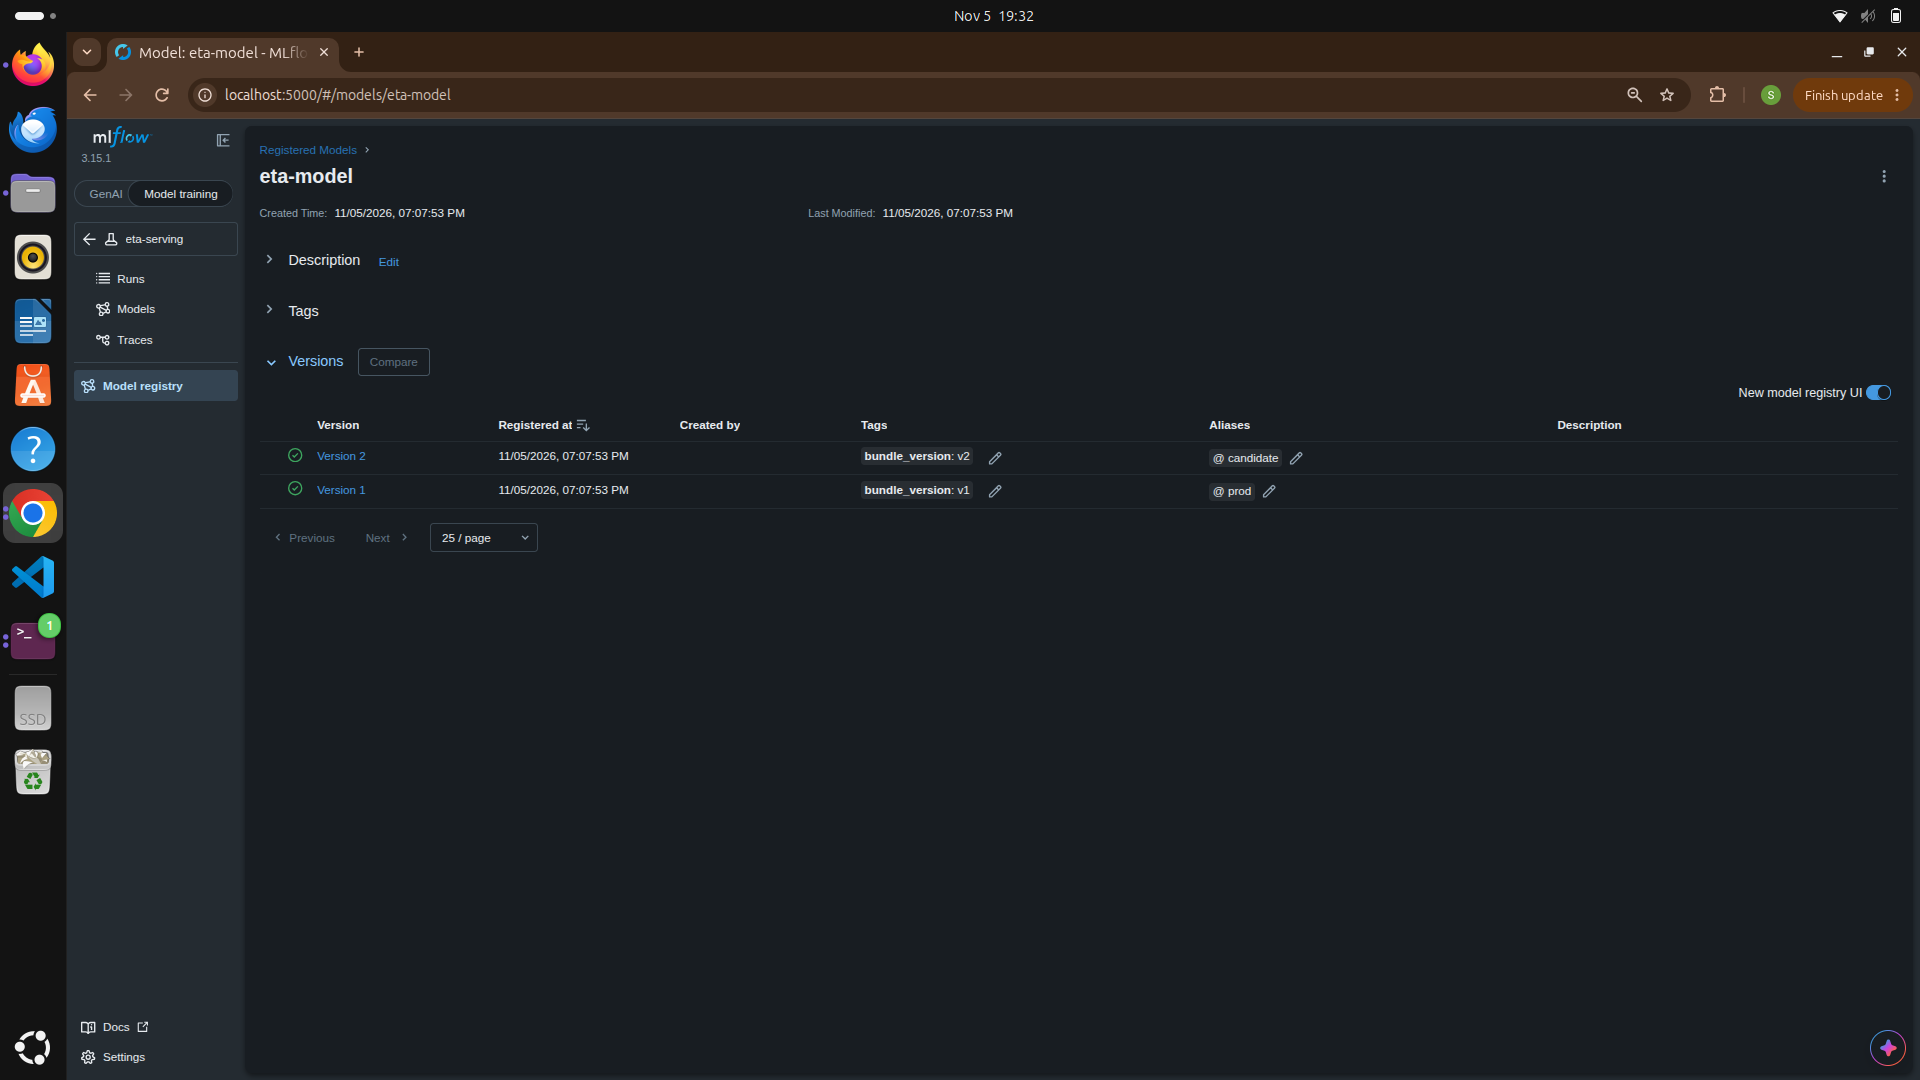 Nov 5 19:32
Model: eta-model - MLflo
localhost:5000/#/models/eta-model
S
Finish update
mlflow
3.15.1
GenAI
Model training
eta-serving
Runs
Models
Traces
Model registry
Docs
Settings
Registered Models
eta-model
Created Time: 11/05/2026, 07:07:53 PM
Last Modified: 11/05/2026, 07:07:53 PM
Description Edit
Tags
Versions Compare
New model registry UI
Version Registered at Created by Tags Aliases Description
Version 2 11/05/2026, 07:07:53 PM bundle_version: v2 @ candidate
Version 1 11/05/2026, 07:07:53 PM bundle_version: v1 @ prod
Previous Next 25 / page
?
>_
1
SSD